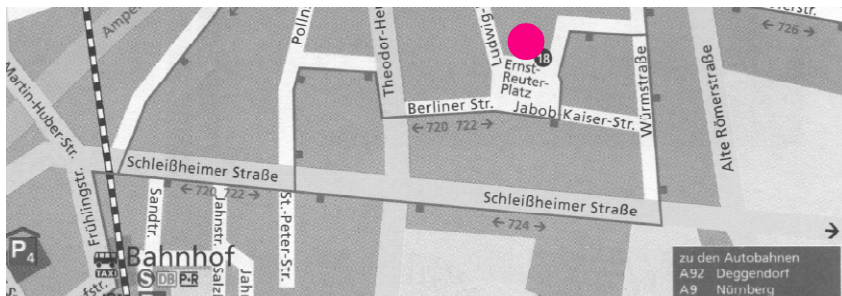 Martin-Huber-Str.
Amper
Polln
Theodor-He
Ludwig-
18
Ernst-
Reuter-
Platz
Berliner Str.
Jabob-Kaiser-Str.
← 720 722 →
Würmstraße
Alte Römerstraße
← 726 →
Schleißheimer Straße
← 720 722 →
Schleißheimer Straße
← 724 →
Frühlingstr.
Sandtr.
Jahnstr.
St.-Peter-Str.
P4
TAXI
Bahnhof
S DB P+R
zu den Autobahnen
A92 Deggendorf
A9 Nürnberg